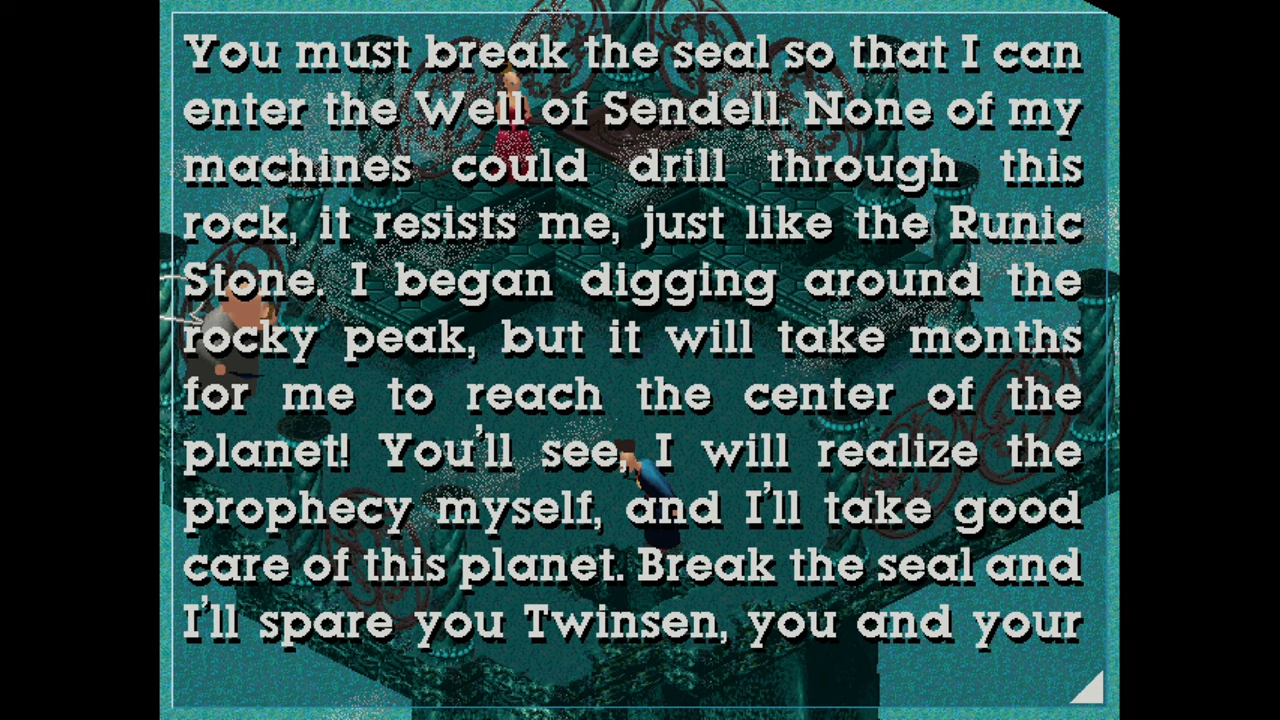 You must break the seal so that I can
enter the Well of Sendell. None of my
machines could drill through this
rock, it resists me, just like the Runic
Stone. I began digging around the
rocky peak, but it will take months
for me to reach the center of the
planet! You'll see, I will realize the
prophecy myself, and I'll take good
care of this planet. Break the seal and
I'll spare you Twinsen, you and your